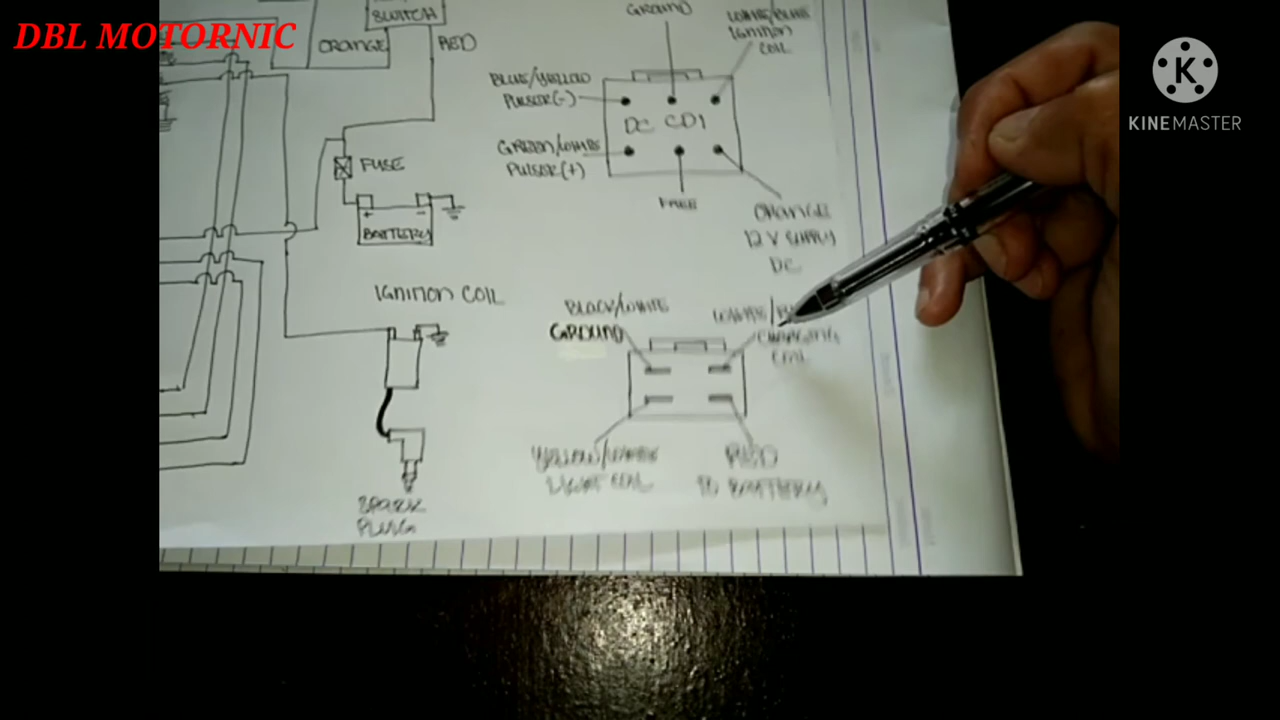 DBL MOTORNIC
KINEMASTER
SWITCH
ORANGE
RED
FUSE
+
-
BATTERY
IGNITION COIL
SPARK
PLUG
GROUND
WHITE/BLUE
IGNITION
COIL
BLUE/YELLOW
PULSER(-)
DC CDI
GREEN/WHITE
PULSER(+)
FREE
ORANGE
12 V SUPPLY
DC
BLACK/WHITE
GROUND
WHITE/
CHARGING
COIL
YELLOW/WHITE
LIGHT COIL
RED
TO BATTERY